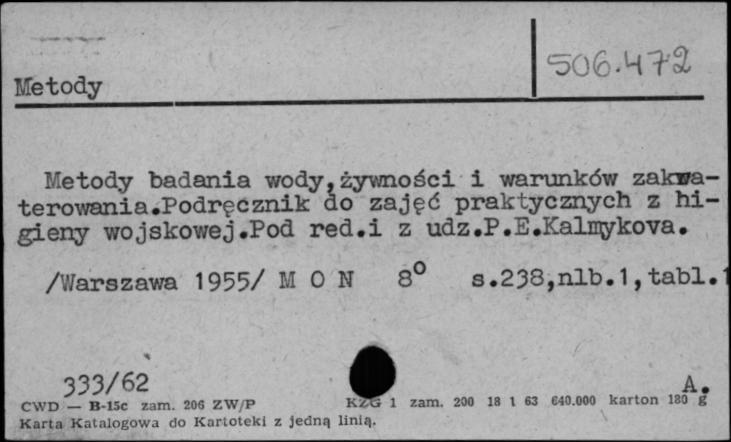 506.472
Metody
Metody badania wody,żywności i warunków zakwa-
terowania.Podręcznik do zajęć praktycznych z hi-
gieny wojskowej.Pod red.i z udz.P.E.Kalmykova.
/Warszawa 1955/ M O N 8° s.238,nlb.1,tabl.1
333/62 A.
CWD — B-15c zam. 206 ZW/P KZG 1 zam. 200 18 1 63 640.000 karton 180 g
Karta Katalogowa do Kartoteki z jedną linią.